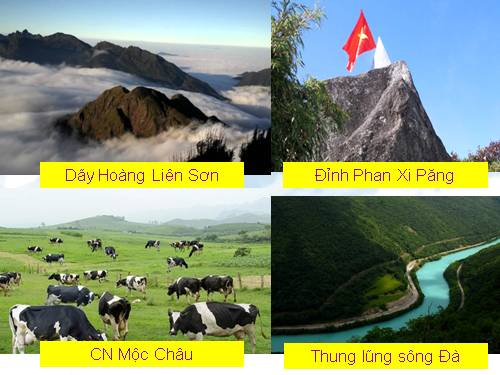 Dãy Hoàng Liên Sơn
Đỉnh Phan Xi Păng
CN Mộc Châu
Thung lũng sông Đà